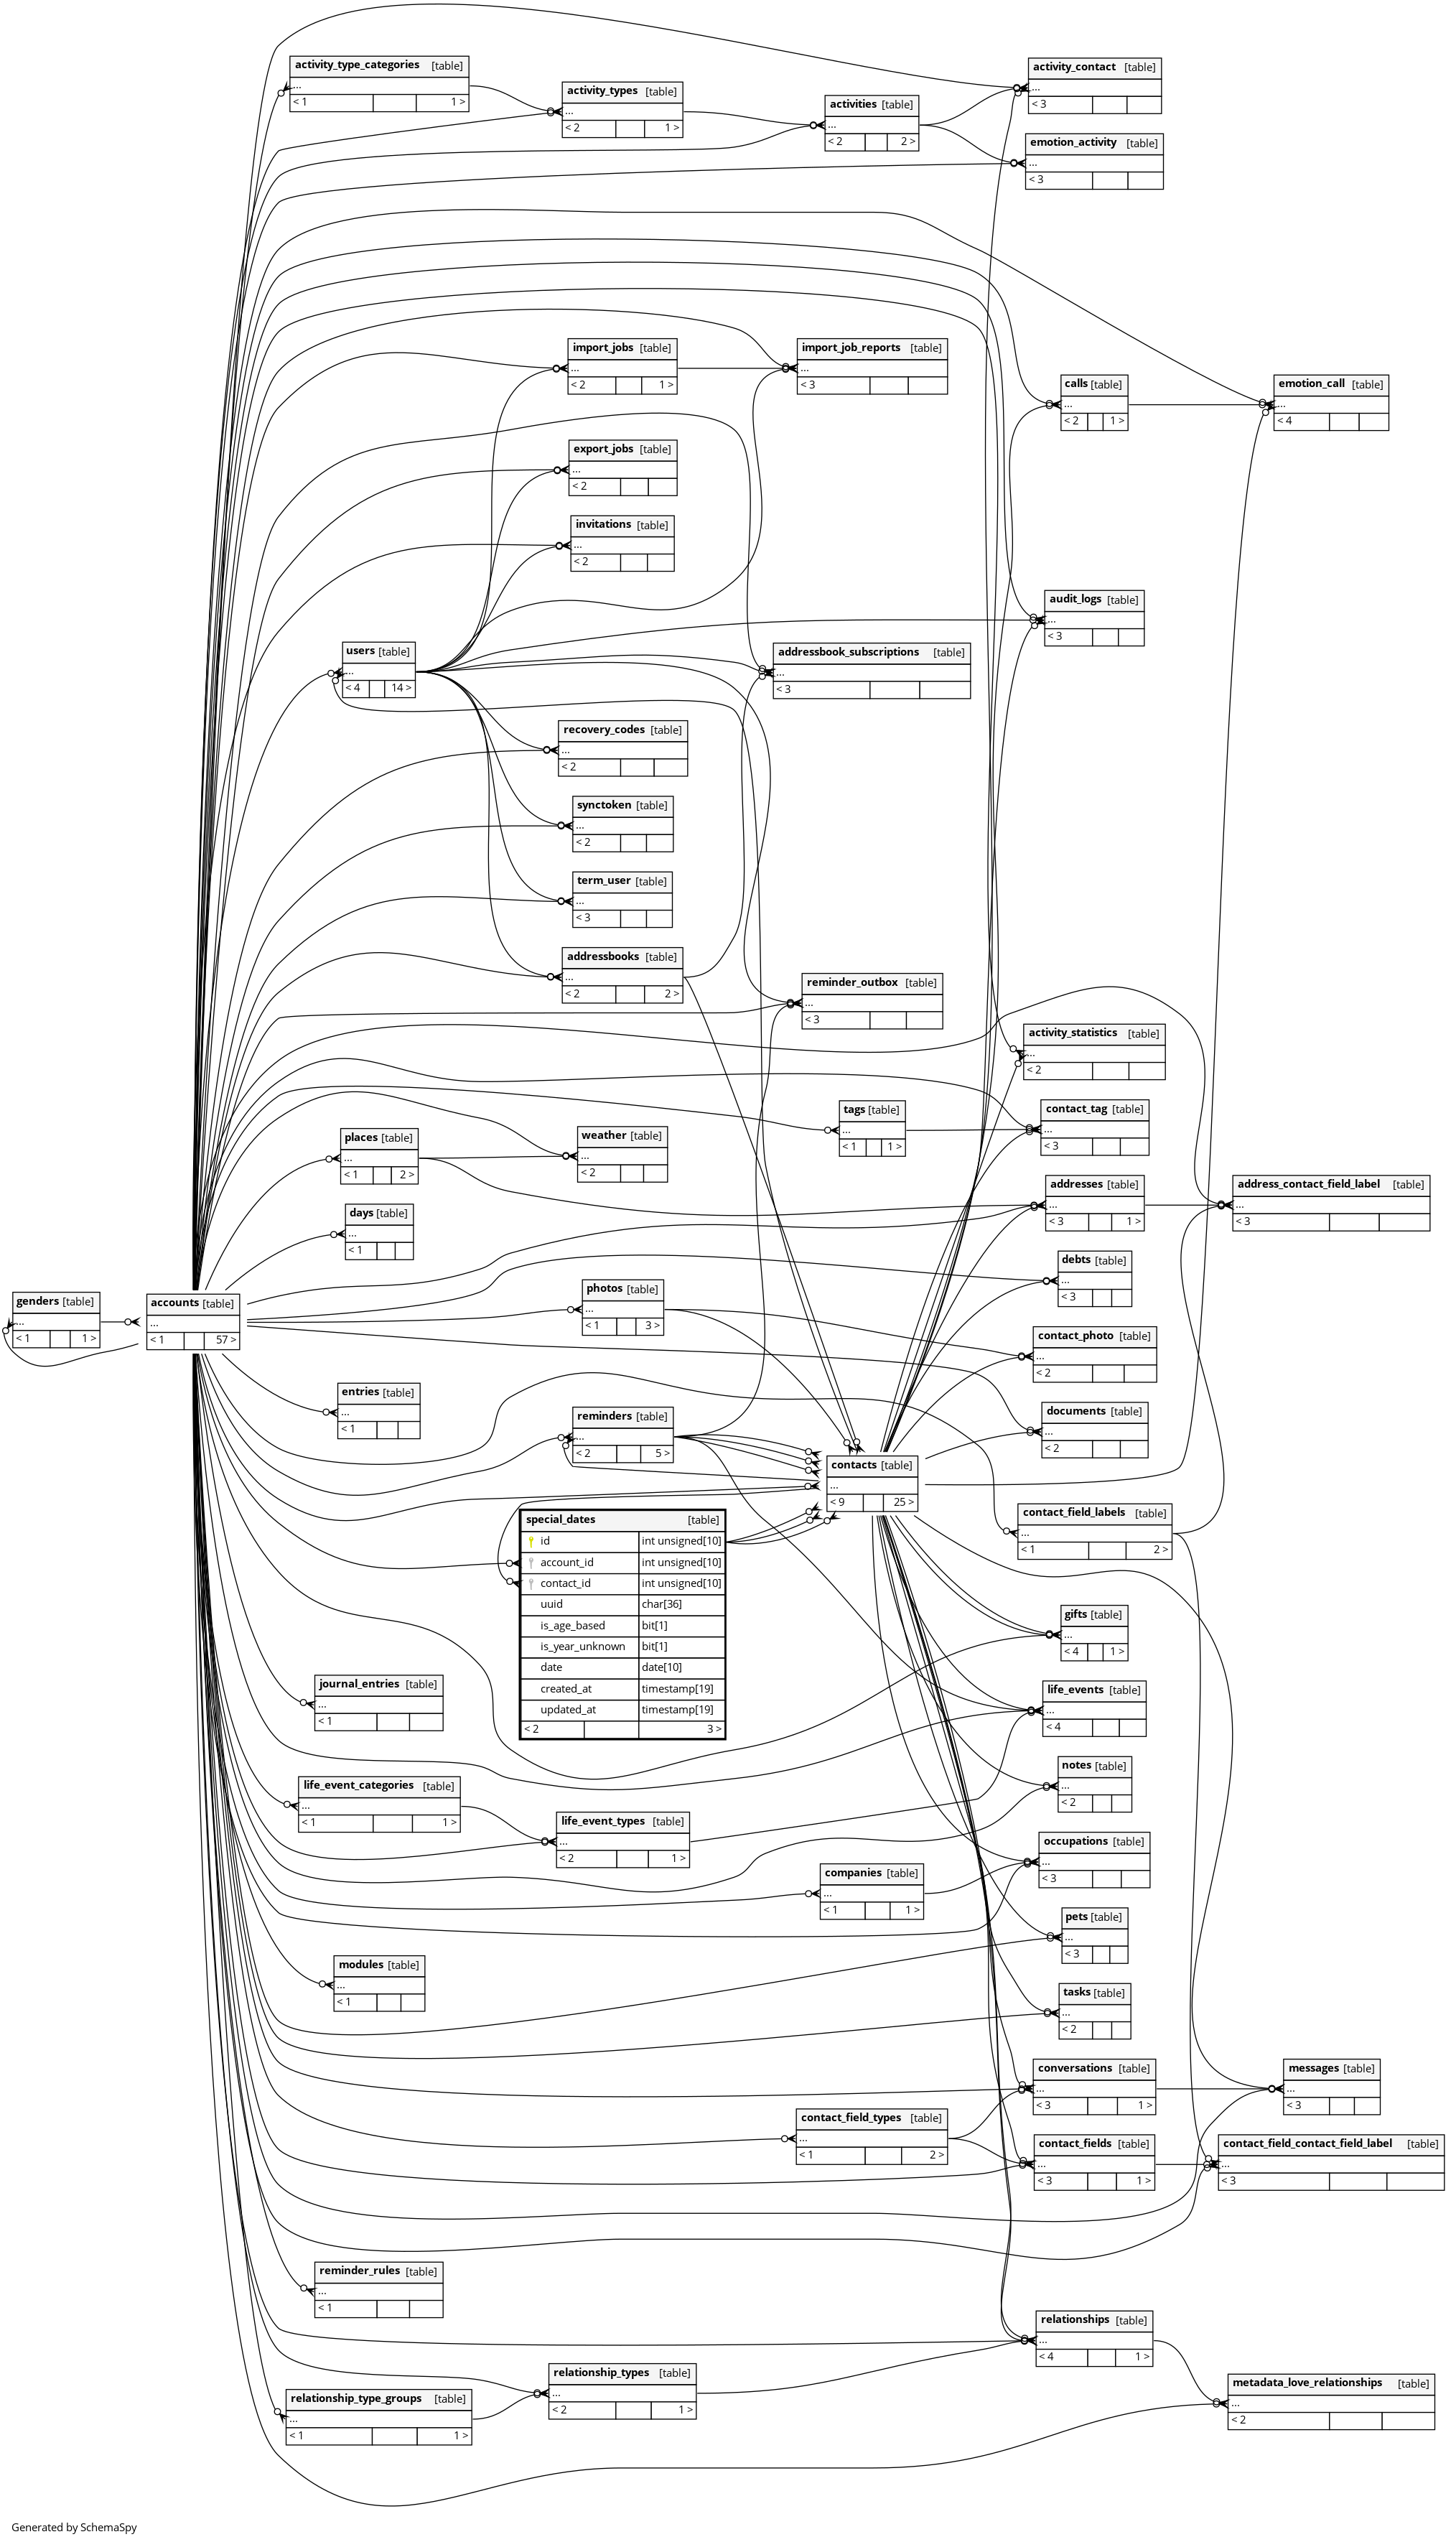 activity_type_categories [table]
...
< 1 1 >
activity_types [table]
...
< 2 1 >
activities [table]
...
< 2 2 >
activity_contact [table]
...
< 3
emotion_activity [table]
...
< 3
import_jobs [table]
...
< 2 1 >
import_job_reports [table]
...
< 3
calls [table]
...
< 2 1 >
emotion_call [table]
...
< 4
export_jobs [table]
...
< 2
invitations [table]
...
< 2
audit_logs [table]
...
< 3
users [table]
...
< 4 14 >
addressbook_subscriptions [table]
...
< 3
recovery_codes [table]
...
< 2
synctoken [table]
...
< 2
term_user [table]
...
< 3
addressbooks [table]
...
< 2 2 >
reminder_outbox [table]
...
< 3
activity_statistics [table]
...
< 2
tags [table]
...
< 1 1 >
contact_tag [table]
...
< 3
places [table]
...
< 1 2 >
weather [table]
...
< 2
addresses [table]
...
< 3 1 >
address_contact_field_label [table]
...
< 3
days [table]
...
< 1
debts [table]
...
< 3
genders [table]
...
< 1 1 >
accounts [table]
...
< 1 57 >
photos [table]
...
< 1 3 >
contact_photo [table]
...
< 2
entries [table]
...
< 1
reminders [table]
...
< 2 5 >
documents [table]
...
< 2
contacts [table]
...
< 9 25 >
contact_field_labels [table]
...
< 1 2 >
special_dates [table]
id int unsigned[10]
account_id int unsigned[10]
contact_id int unsigned[10]
uuid char[36]
is_age_based bit[1]
is_year_unknown bit[1]
date date[10]
created_at timestamp[19]
updated_at timestamp[19]
< 2 3 >
gifts [table]
...
< 4 1 >
journal_entries [table]
...
< 1
life_events [table]
...
< 4
notes [table]
...
< 2
life_event_categories [table]
...
< 1 1 >
life_event_types [table]
...
< 2 1 >
occupations [table]
...
< 3
companies [table]
...
< 1 1 >
pets [table]
...
< 3
modules [table]
...
< 1
tasks [table]
...
< 2
conversations [table]
...
< 3 1 >
messages [table]
...
< 3
contact_field_types [table]
...
< 1 2 >
contact_fields [table]
...
< 3 1 >
contact_field_contact_field_label [table]
...
< 3
reminder_rules [table]
...
< 1
relationships [table]
...
< 4 1 >
relationship_types [table]
...
< 2 1 >
metadata_love_relationships [table]
...
< 2
relationship_type_groups [table]
...
< 1 1 >
Generated by SchemaSpy